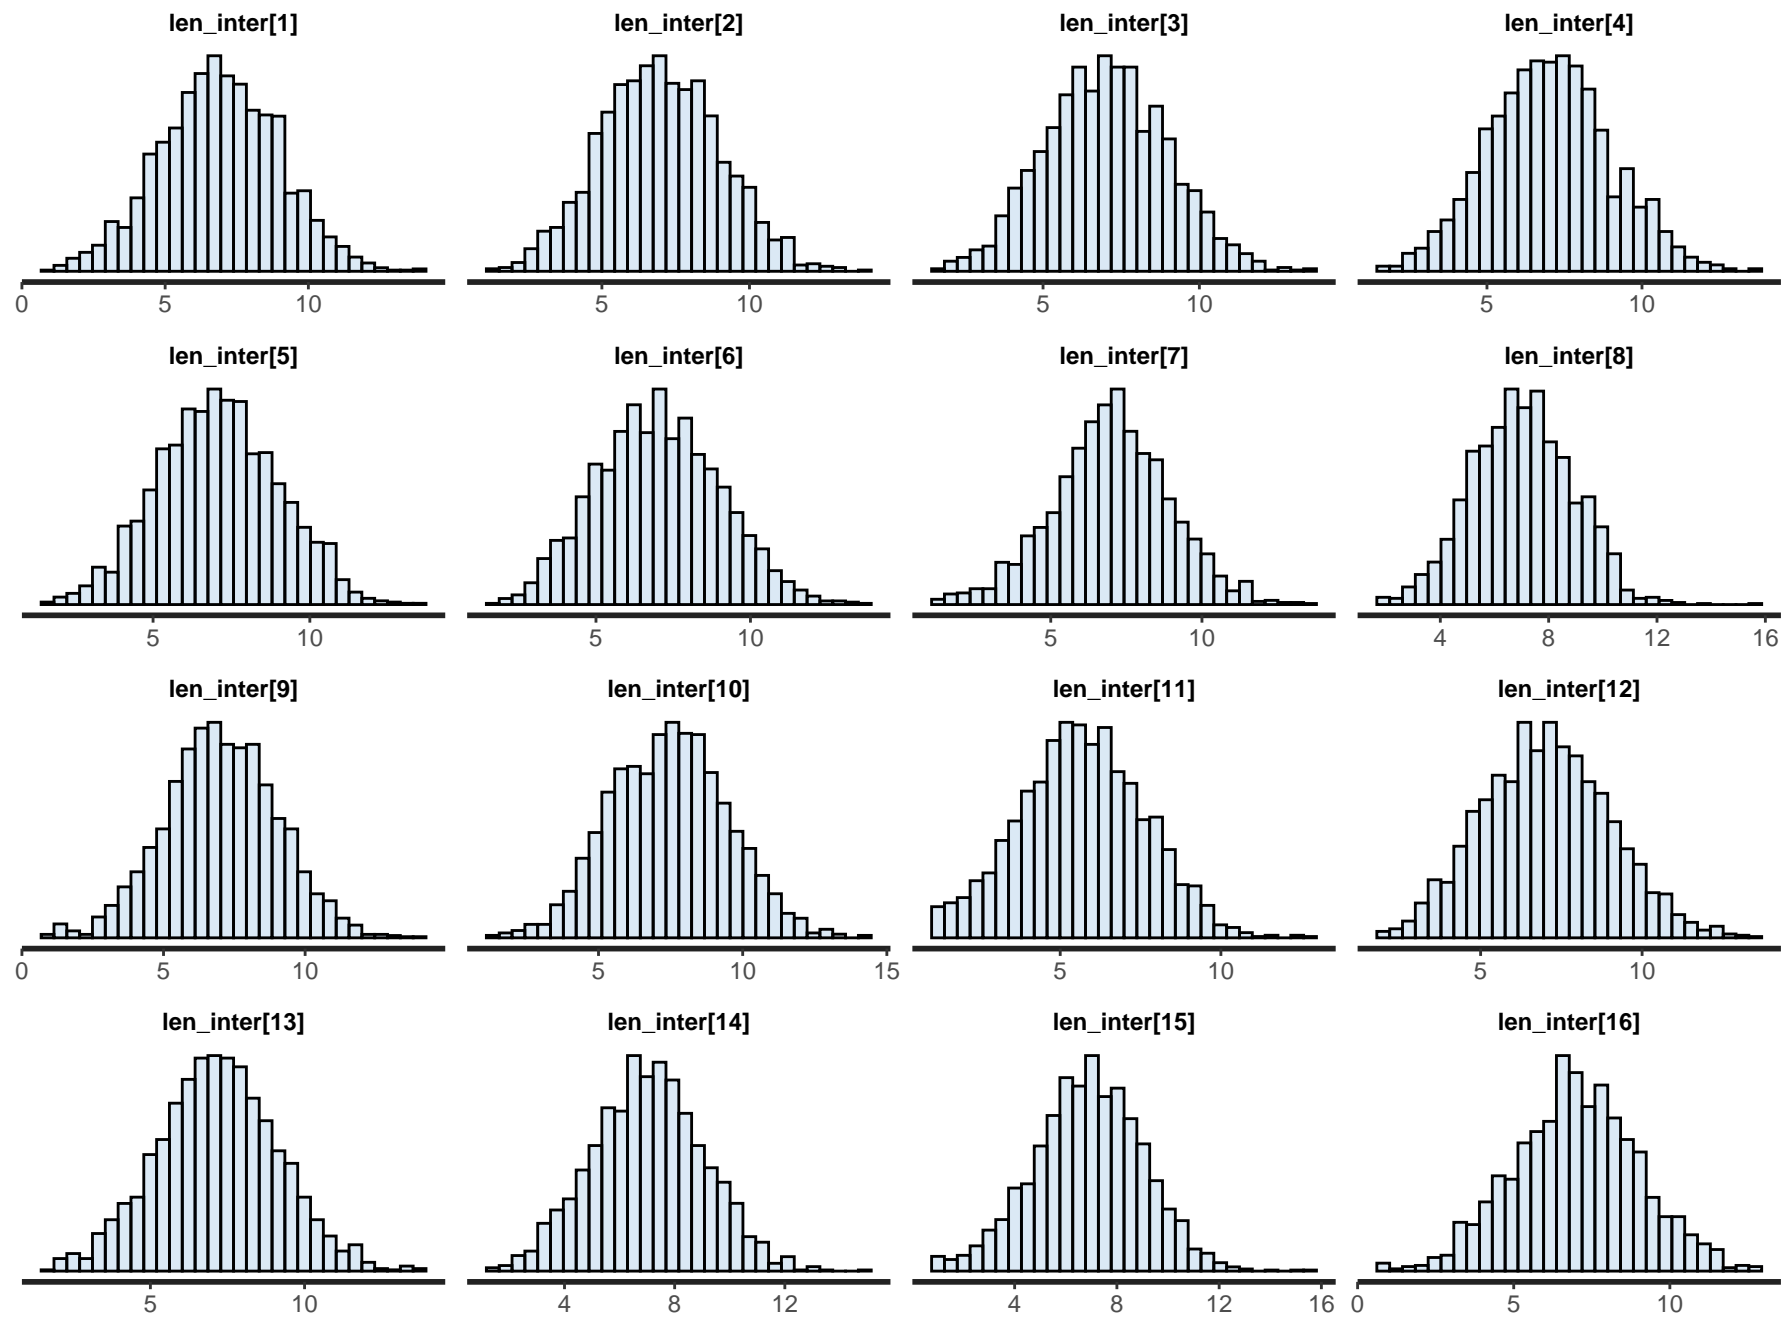 len_inter[1] len_inter[2] len_inter[3] len_inter[4]
0 5 10 5 10 5 10 5 10
len_inter[5] len_inter[6] len_inter[7] len_inter[8]
5 10 5 10 5 10 4 8 12 16
len_inter[9] len_inter[10] len_inter[11] len_inter[12]
0 5 10 5 10 15 5 10 5 10
len_inter[13] len_inter[14] len_inter[15] len_inter[16]
5 10 4 8 12 4 8 12 16 0 5 10